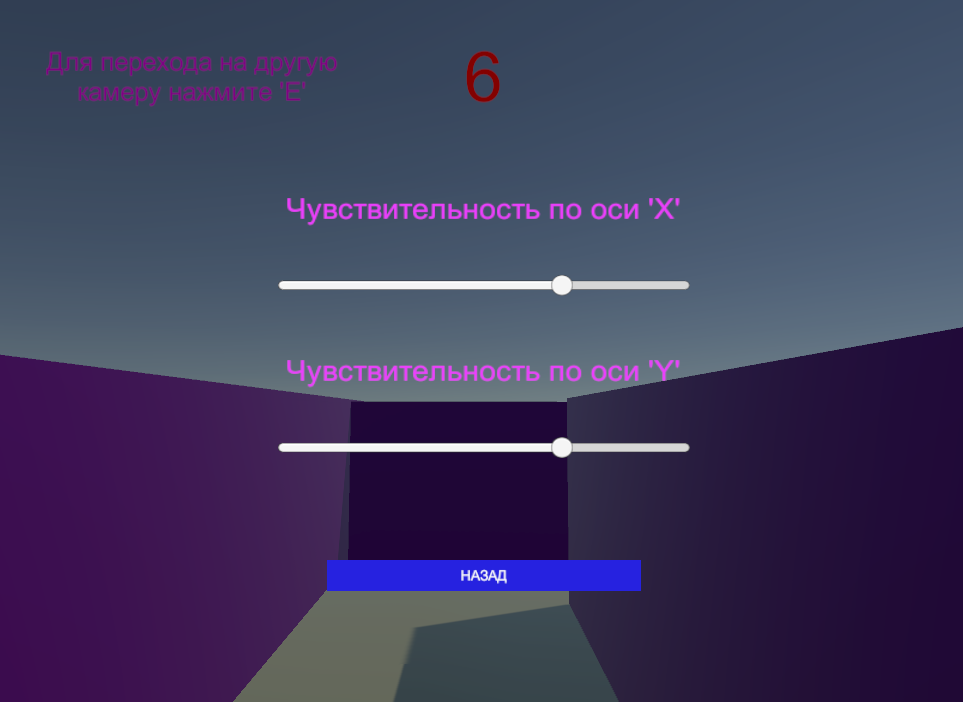 Для перехода на другую
камеру нажмите 'E'
6
Чувствительность по оси 'X'
Чувствительность по оси 'Y'
НАЗАД